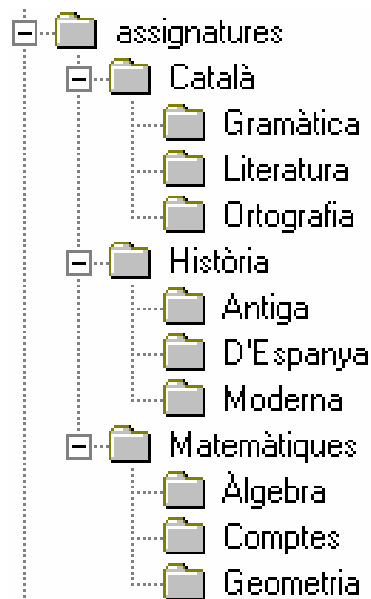 assignatures
Català
Gramàtica
Literatura
Ortografia
Història
Antiga
D'Espanya
Moderna
Matemàtiques
Àlgebra
Comptes
Geometria